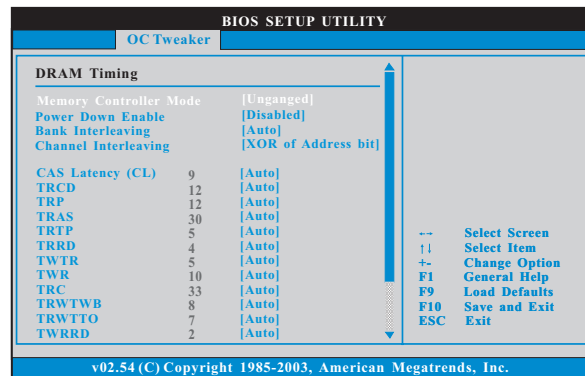 BIOS SETUP UTILITY
OC Tweaker
DRAM Timing
Memory Controller Mode [Unganged]
Power Down Enable [Disabled]
Bank Interleaving [Auto]
Channel Interleaving [XOR of Address bit]
CAS Latency (CL) 9 [Auto]
TRCD 12 [Auto]
TRP 12 [Auto]
TRAS 30 [Auto]
TRTP 5 [Auto]
TRRD 4 [Auto]
TWTR 5 [Auto]
TWR 10 [Auto]
TRC 33 [Auto]
TRWTWB 8 [Auto]
TRWTTO 7 [Auto]
TWRRD 2 [Auto]
←→ Select Screen
↑↓ Select Item
+- Change Option
F1 General Help
F9 Load Defaults
F10 Save and Exit
ESC Exit
v02.54 (C) Copyright 1985-2003, American Megatrends, Inc.